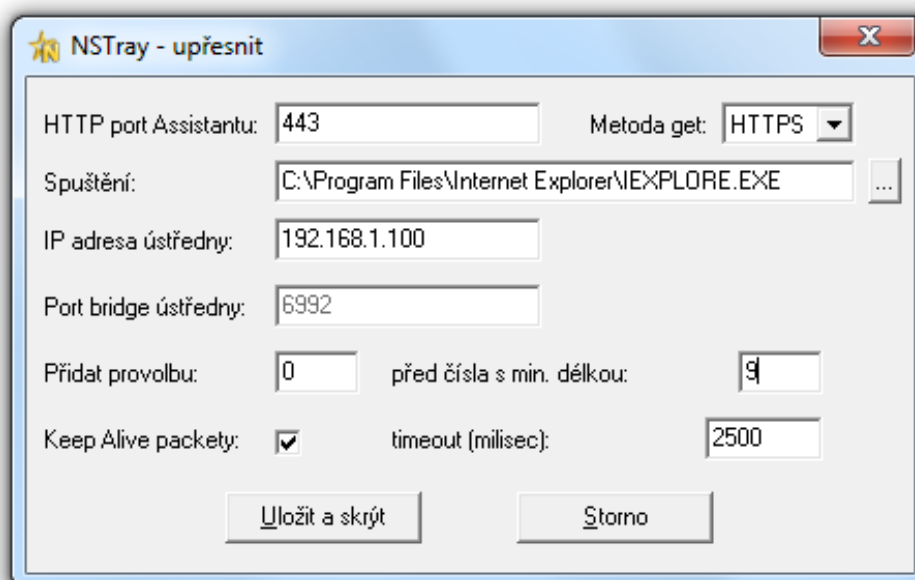 NSTray - upřesnit
HTTP port Assistantu: 443 Metoda get: HTTPS
Spuštění: C:\Program Files\Internet Explorer\IEXPLORE.EXE ...
IP adresa ústředny: 192.168.1.100
Port bridge ústředny: 6992
Přidat provolbu: 0 před čísla s min. délkou: 9
Keep Alive packety: timeout (milisec): 2500
Uložit a skrýt Storno